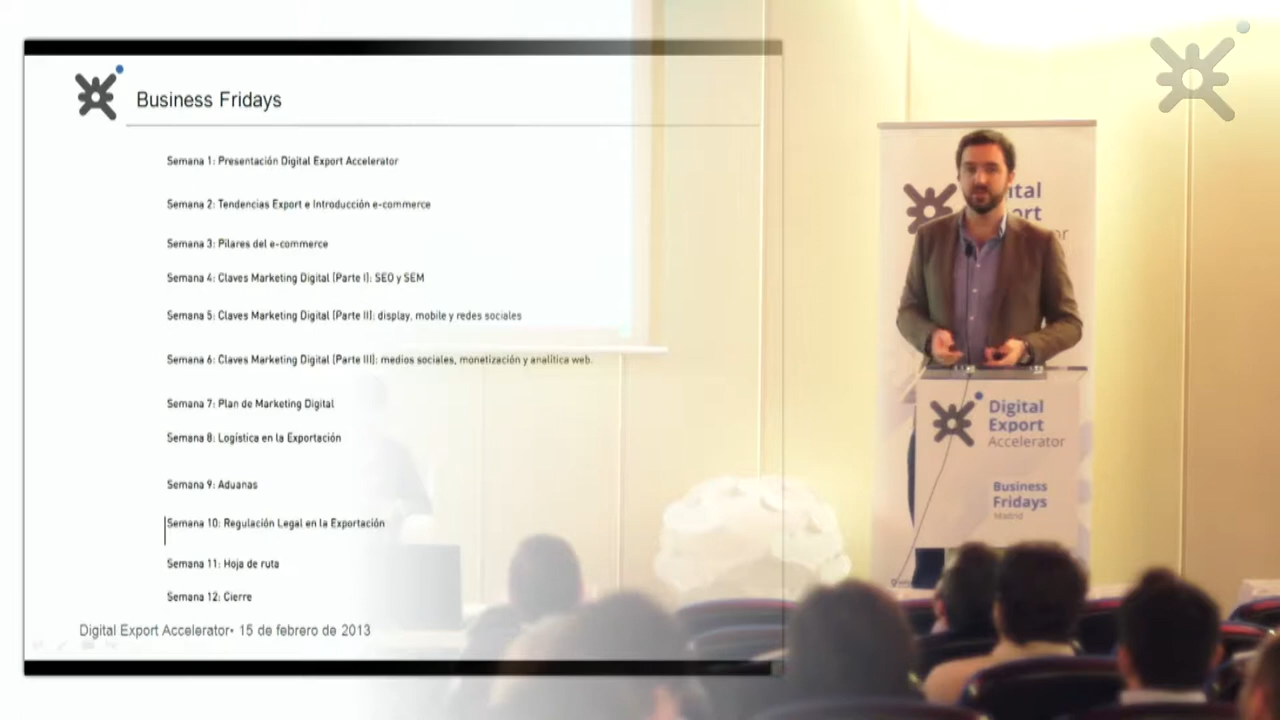 Business Fridays
Semana 1: Presentación Digital Export Accelerator
Semana 2: Tendencias Export e Introducción e-commerce
Semana 3: Pilares del e-commerce
Semana 4: Claves Marketing Digital (Parte I): SEO y SEM
Semana 5: Claves Marketing Digital (Parte II): display, mobile y redes sociales
Semana 6: Claves Marketing Digital (Parte III): medios sociales, monetización y analítica web.
Semana 7: Plan de Marketing Digital
Semana 8: Logística en la Exportación
Semana 9: Aduanas
Semana 10: Regulación Legal en la Exportación
Semana 11: Hoja de ruta
Semana 12: Cierre
Digital Export Accelerator• 15 de febrero de 2013
ital
ort
or
Digital
Export
Accelerator
Business
Fridays
Madrid